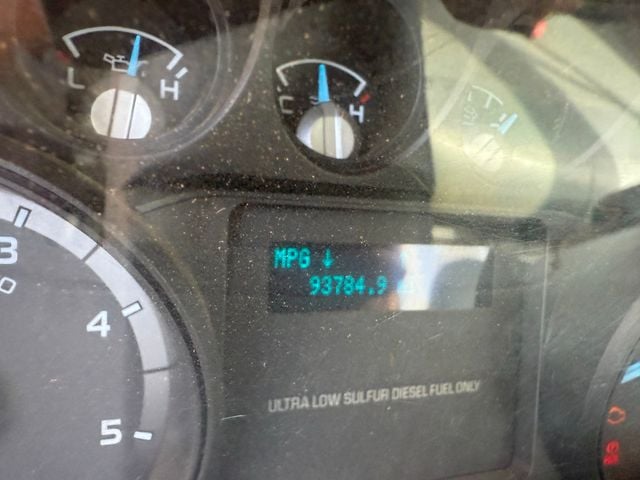 L H
C H
MPG ↓
93784.9
3
4
5
ULTRA LOW SULFUR DIESEL FUEL ONLY